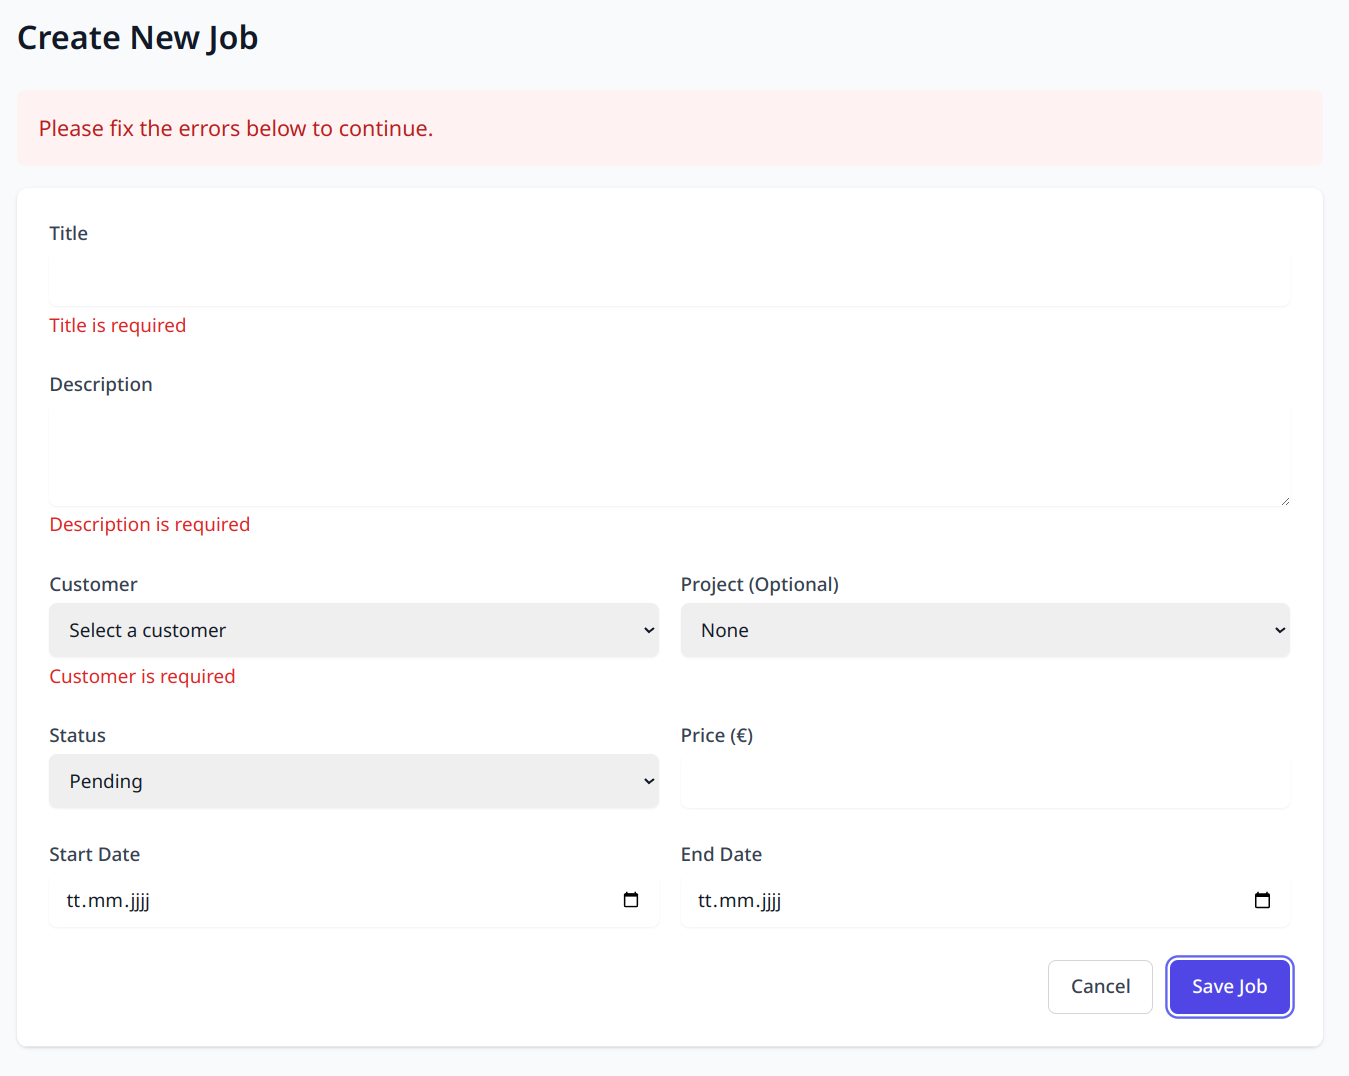 Create New Job
Please fix the errors below to continue.
Title
Title is required
Description
Description is required
Customer
Project (Optional)
Select a customer
None
Customer is required
Status
Price (€)
Pending
Start Date
End Date
tt.mm.jjjj
tt.mm.jjjj
Cancel
Save Job